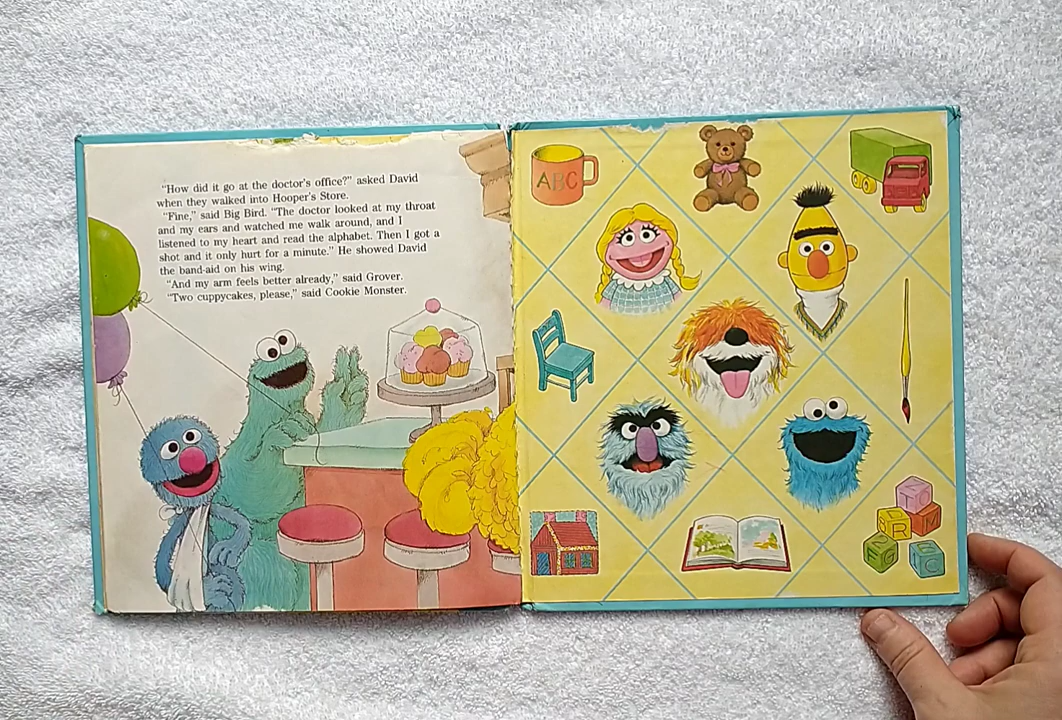 "How did it go at the doctor's office?" asked David
when they walked into Hooper's Store.
"Fine," said Big Bird. "The doctor looked at my throat
and my ears and watched me walk around, and I
listened to my heart and read the alphabet. Then I got a
shot and it only hurt for a minute." He showed David
the band-aid on his wing.
"And my arm feels better already," said Grover.
"Two cuppycakes, please," said Cookie Monster.
ABC